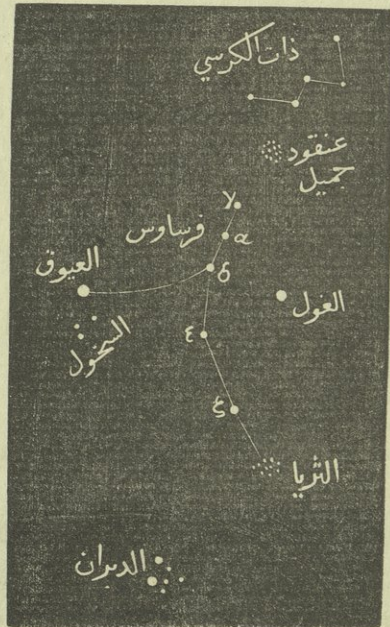 ذات الكرسي
عنقود
جميل
γ
فرساوس
α
العيوق
δ
الغول
السخول
ε
ξ
الثريا
الدبران